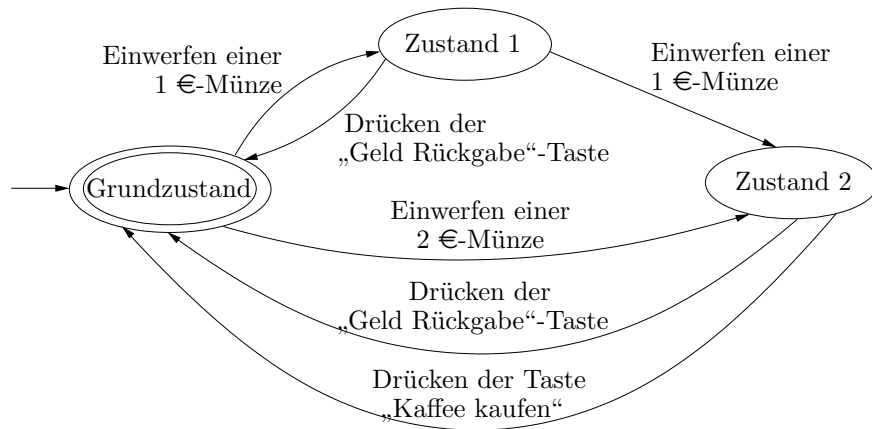 Zustand 1
Einwerfen einer
1 €-Münze
Einwerfen einer
1 €-Münze
Drücken der
„Geld Rückgabe“-Taste
Grundzustand
Zustand 2
Einwerfen einer
2 €-Münze
Drücken der
„Geld Rückgabe“-Taste
Drücken der Taste
„Kaffee kaufen“